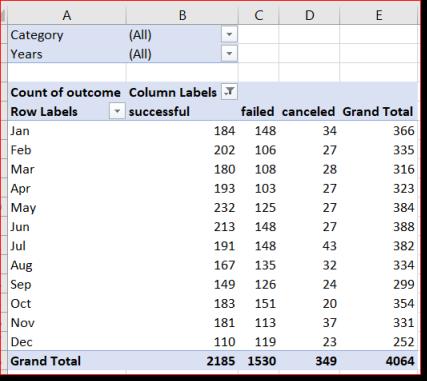 A B C D E
Category (All)
Years (All)
Count of outcome Column Labels
Row Labels successful failed canceled Grand Total
Jan 184 148 34 366
Feb 202 106 27 335
Mar 180 108 28 316
Apr 193 103 27 323
May 232 125 27 384
Jun 213 148 27 388
Jul 191 148 43 382
Aug 167 135 32 334
Sep 149 126 24 299
Oct 183 151 20 354
Nov 181 113 37 331
Dec 110 119 23 252
Grand Total 2185 1530 349 4064